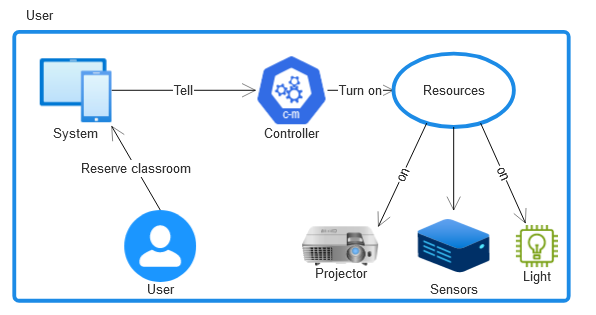 User
Tell
c-m
Turn on
Resources
System
Controller
Reserve classroom
on
on
User
Projector
Sensors
Light